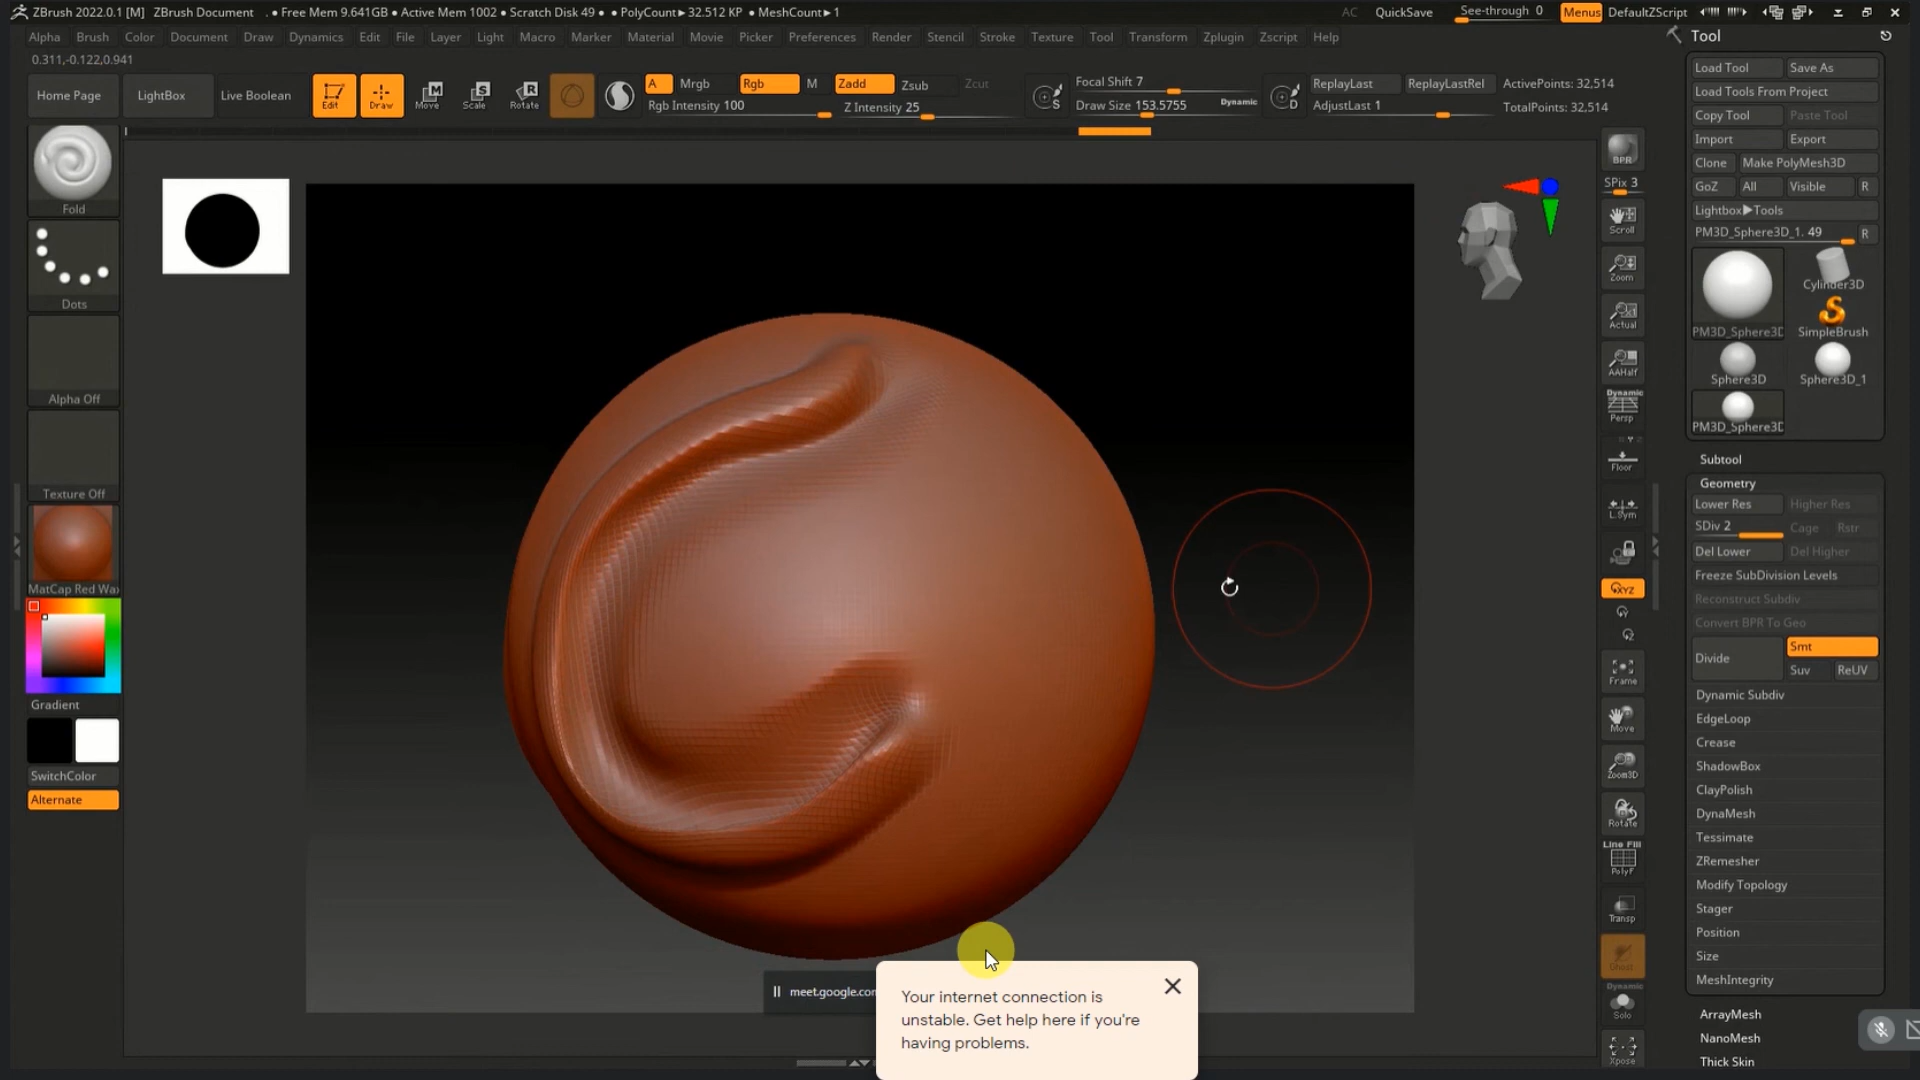 ZBrush 2022.0.1 [M] ZBrush Document . • Free Mem 9.641GB • Active Mem 1002 • Scratch Disk 49 • • PolyCount► 32.512 KP • MeshCount► 1 AC QuickSave See-through 0 Menus DefaultZScript
Alpha Brush Color Document Draw Dynamics Edit File Layer Light Macro Marker Material Movie Picker Preferences Render Stencil Stroke Texture Tool Transform Zplugin Zscript Help
0.311,-0.122,0.941
Home Page LightBox Live Boolean Edit Draw Move Scale Rotate
A Mrgb Rgb M Zadd Zsub Zcut
Rgb Intensity 100 Z Intensity 25
Focal Shift 7
Draw Size 153.5755 Dynamic
ReplayLast ReplayLastRel
AdjustLast 1
ActivePoints: 32,514
TotalPoints: 32,514
Fold
Dots
Alpha Off
Texture Off
MatCap Red Wax
Gradient
SwitchColor
Alternate
BPR
SPix 3
Scroll
Zoom
Actual
AAHalf
Dynamic
Persp
Floor
L.Sym
XYZ
Frame
Move
Zoom3D
Rotate
Line Fill
PolyF
Transp
Ghost
Dynamic
Solo
Xpose
Tool
Load Tool Save As
Load Tools From Project
Copy Tool Paste Tool
Import Export
Clone Make PolyMesh3D
GoZ All Visible R
Lightbox►Tools
PM3D_Sphere3D_1. 49 R
Cylinder3D
PM3D_Sphere3D SimpleBrush
Sphere3D Sphere3D_1
PM3D_Sphere3D
Subtool
Geometry
Lower Res Higher Res
SDiv 2 Cage Rstr
Del Lower Del Higher
Freeze SubDivision Levels
Reconstruct Subdiv
Convert BPR To Geo
Divide Smt
Suv ReUV
Dynamic Subdiv
EdgeLoop
Crease
ShadowBox
ClayPolish
DynaMesh
Tessimate
ZRemesher
Modify Topology
Stager
Position
Size
MeshIntegrity
ArrayMesh
NanoMesh
Thick Skin
meet.google.com
Your internet connection is
unstable. Get help here if you're
having problems.